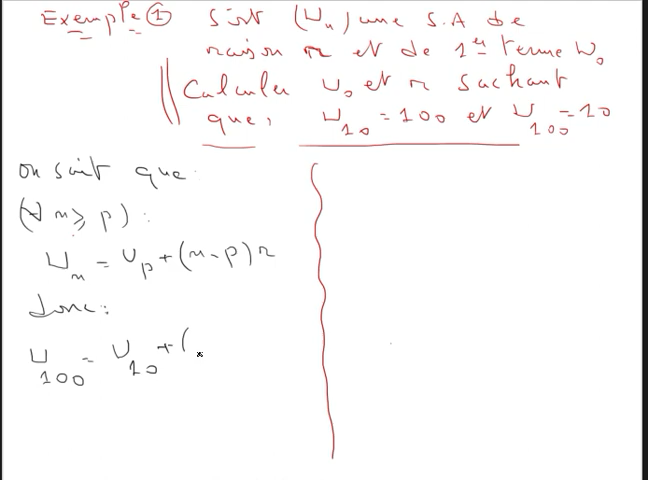 Exemple ① Soit (Un) une S.A de
raison r et de 1er terme U0
Calculer U0 et r sachant
que, U10 = 100 et U100 = 10
on sait que:
(∀ n ≥ p):
Un = Up + (n - p) r
donc:
U100 = U10 + (